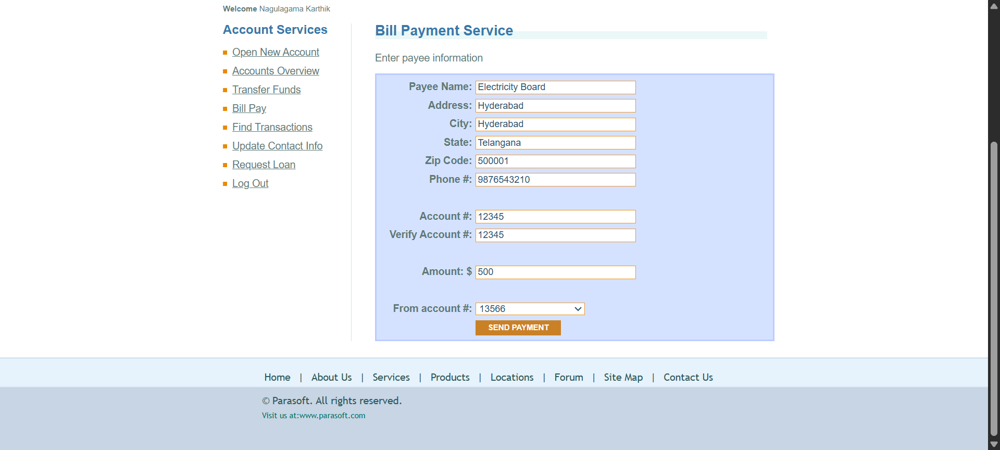 Welcome Nagulagama Karthik
Account Services
Open New Account
Accounts Overview
Transfer Funds
Bill Pay
Find Transactions
Update Contact Info
Request Loan
Log Out
Bill Payment Service
Enter payee information
Payee Name: Electricity Board
Address: Hyderabad
City: Hyderabad
State: Telangana
Zip Code: 500001
Phone #: 9876543210
Account #: 12345
Verify Account #: 12345
Amount: $ 500
From account #: 13566
SEND PAYMENT
Home | About Us | Services | Products | Locations | Forum | Site Map | Contact Us
© Parasoft. All rights reserved.
Visit us at:www.parasoft.com